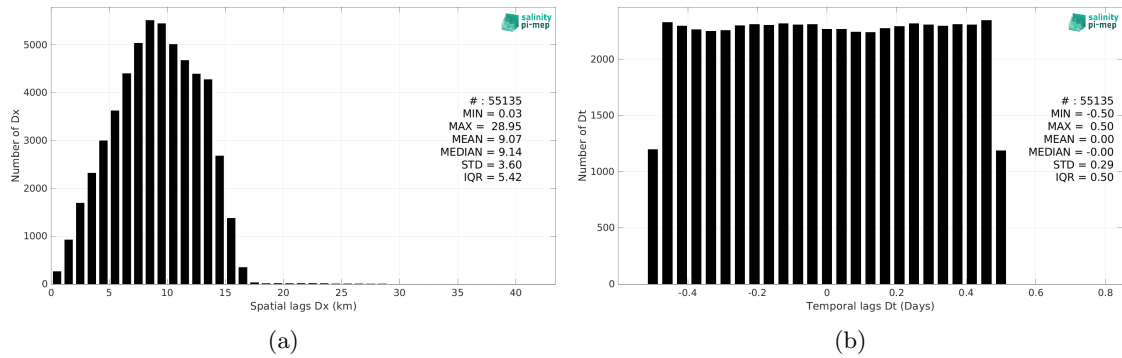 salinity
pi-mep
5000
4000
3000
2000
1000
0
Number of Dx
# : 55135
MIN = 0.03
MAX = 28.95
MEAN = 9.07
MEDIAN = 9.14
STD = 3.60
IQR = 5.42
0 5 10 15 20 25 30 35 40
Spatial lags Dx (km)
(a)
salinity
pi-mep
2000
1500
1000
500
0
Number of Dt
# : 55135
MIN = -0.50
MAX = 0.50
MEAN = 0.00
MEDIAN = -0.00
STD = 0.29
IQR = 0.50
-0.4 -0.2 0 0.2 0.4 0.6 0.8
Temporal lags Dt (Days)
(b)